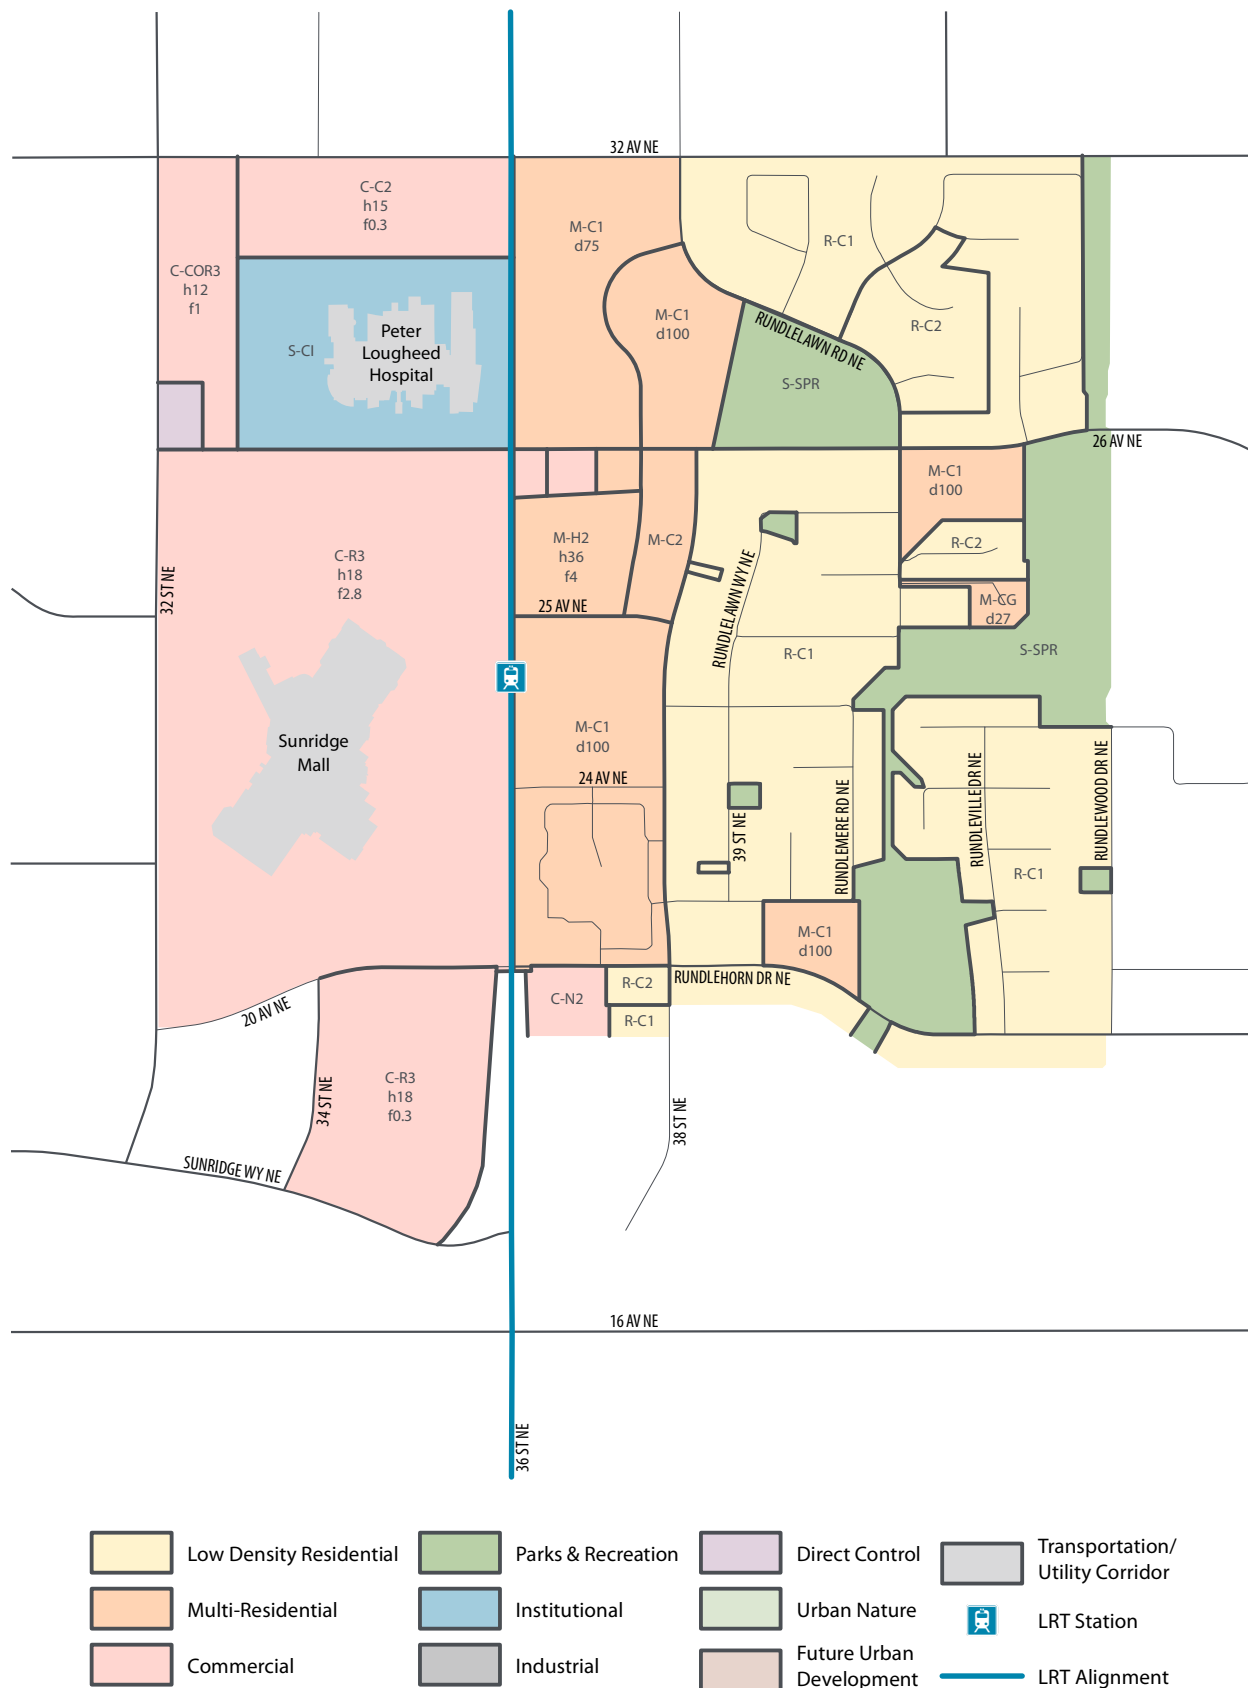 32 AV NE
C-C2
h15
f0.3
M-C1
d75
R-C1
C-COR3
h12
f1
M-C1
d100
R-C2
RUNDLELAWN RD NE
Peter
Lougheed
Hospital
S-CI
S-SPR
26 AV NE
M-C1
d100
M-H2
h36
f4
M-C2
R-C2
C-R3
h18
f2.8
32 ST NE
25 AV NE
RUNDLELAWN WY NE
M-CG
d27
R-C1
S-SPR
Sunridge
Mall
M-C1
d100
24 AV NE
39 ST NE
RUNDLEMERE RD NE
RUNDLEVILLE DR NE
RUNDLEWOOD DR NE
R-C1
M-C1
d100
RUNDLEHORN DR NE
R-C2
C-N2
R-C1
20 AV NE
34 ST NE
C-R3
h18
f0.3
38 ST NE
SUNRIDGE WY NE
16 AV NE
36 ST NE
Low Density Residential
Parks & Recreation
Direct Control
Transportation/
Utility Corridor
Multi-Residential
Institutional
Urban Nature
LRT Station
Commercial
Industrial
Future Urban
Development
LRT Alignment